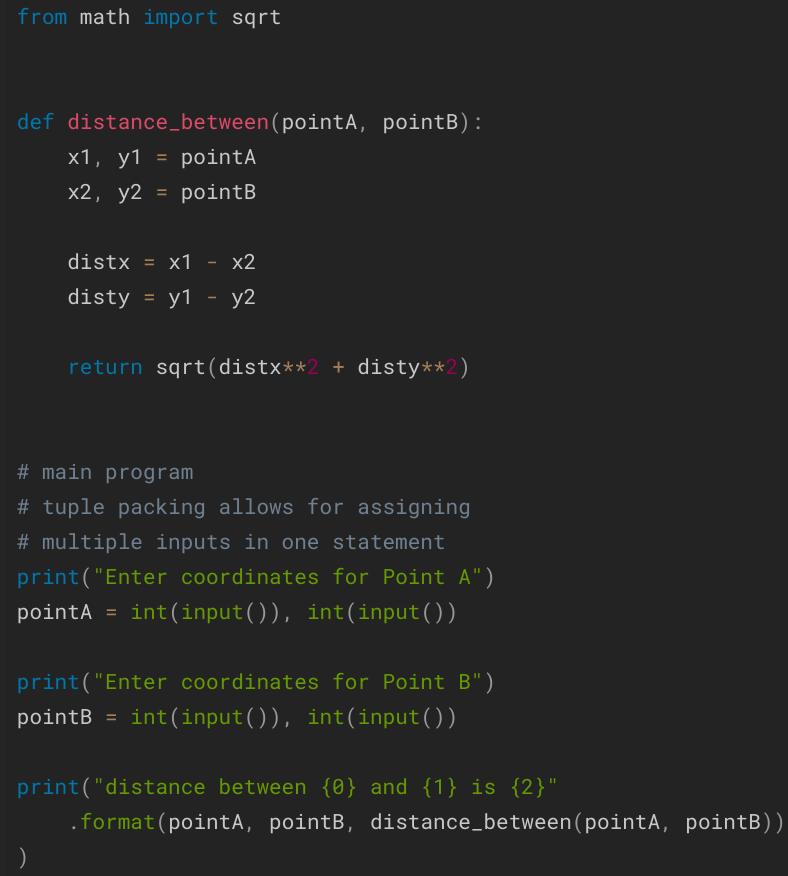 from math import sqrt
def distance_between(pointA, pointB):
    x1, y1 = pointA
    x2, y2 = pointB
    distx = x1 - x2
    disty = y1 - y2
    return sqrt(distx**2 + disty**2)
# main program
# tuple packing allows for assigning
# multiple inputs in one statement
print("Enter coordinates for Point A")
pointA = int(input()), int(input())
print("Enter coordinates for Point B")
pointB = int(input()), int(input())
print("distance between {0} and {1} is {2}"
    .format(pointA, pointB, distance_between(pointA, pointB))
)